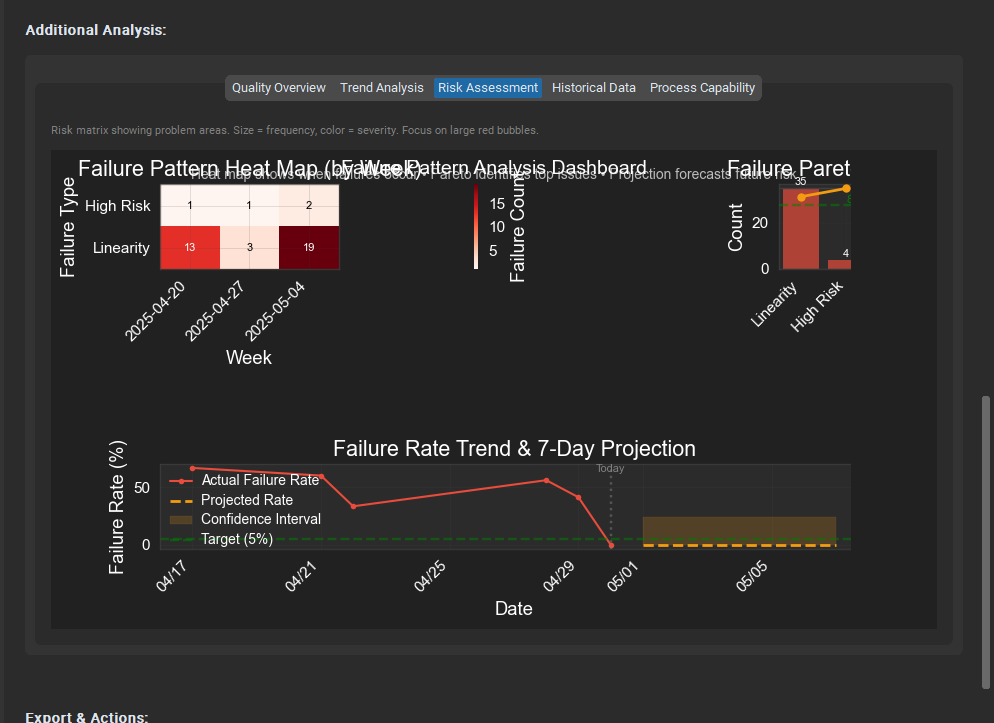 Additional Analysis:
Quality Overview Trend Analysis Risk Assessment Historical Data Process Capability
Risk matrix showing problem areas. Size = frequency, color = severity. Focus on large red bubbles.
Failure Pattern Analysis Dashboard
Heat map shows when failures occur • Pareto identifies top issues • Projection forecasts future risk
Failure Pattern Heat Map (by Week)
Failure Type
High Risk
Linearity
1 1 2
13 3 19
2025-04-20
2025-04-27
2025-05-04
Week
15
10
5
Failure Count
Failure Paret
Count
20
0
35
4
Linearity
High Risk
Failure Rate Trend & 7-Day Projection
Failure Rate (%)
50
0
Today
Actual Failure Rate
Projected Rate
Confidence Interval
Target (5%)
04/17
04/21
04/25
04/29
05/01
05/05
Date
Export & Actions: